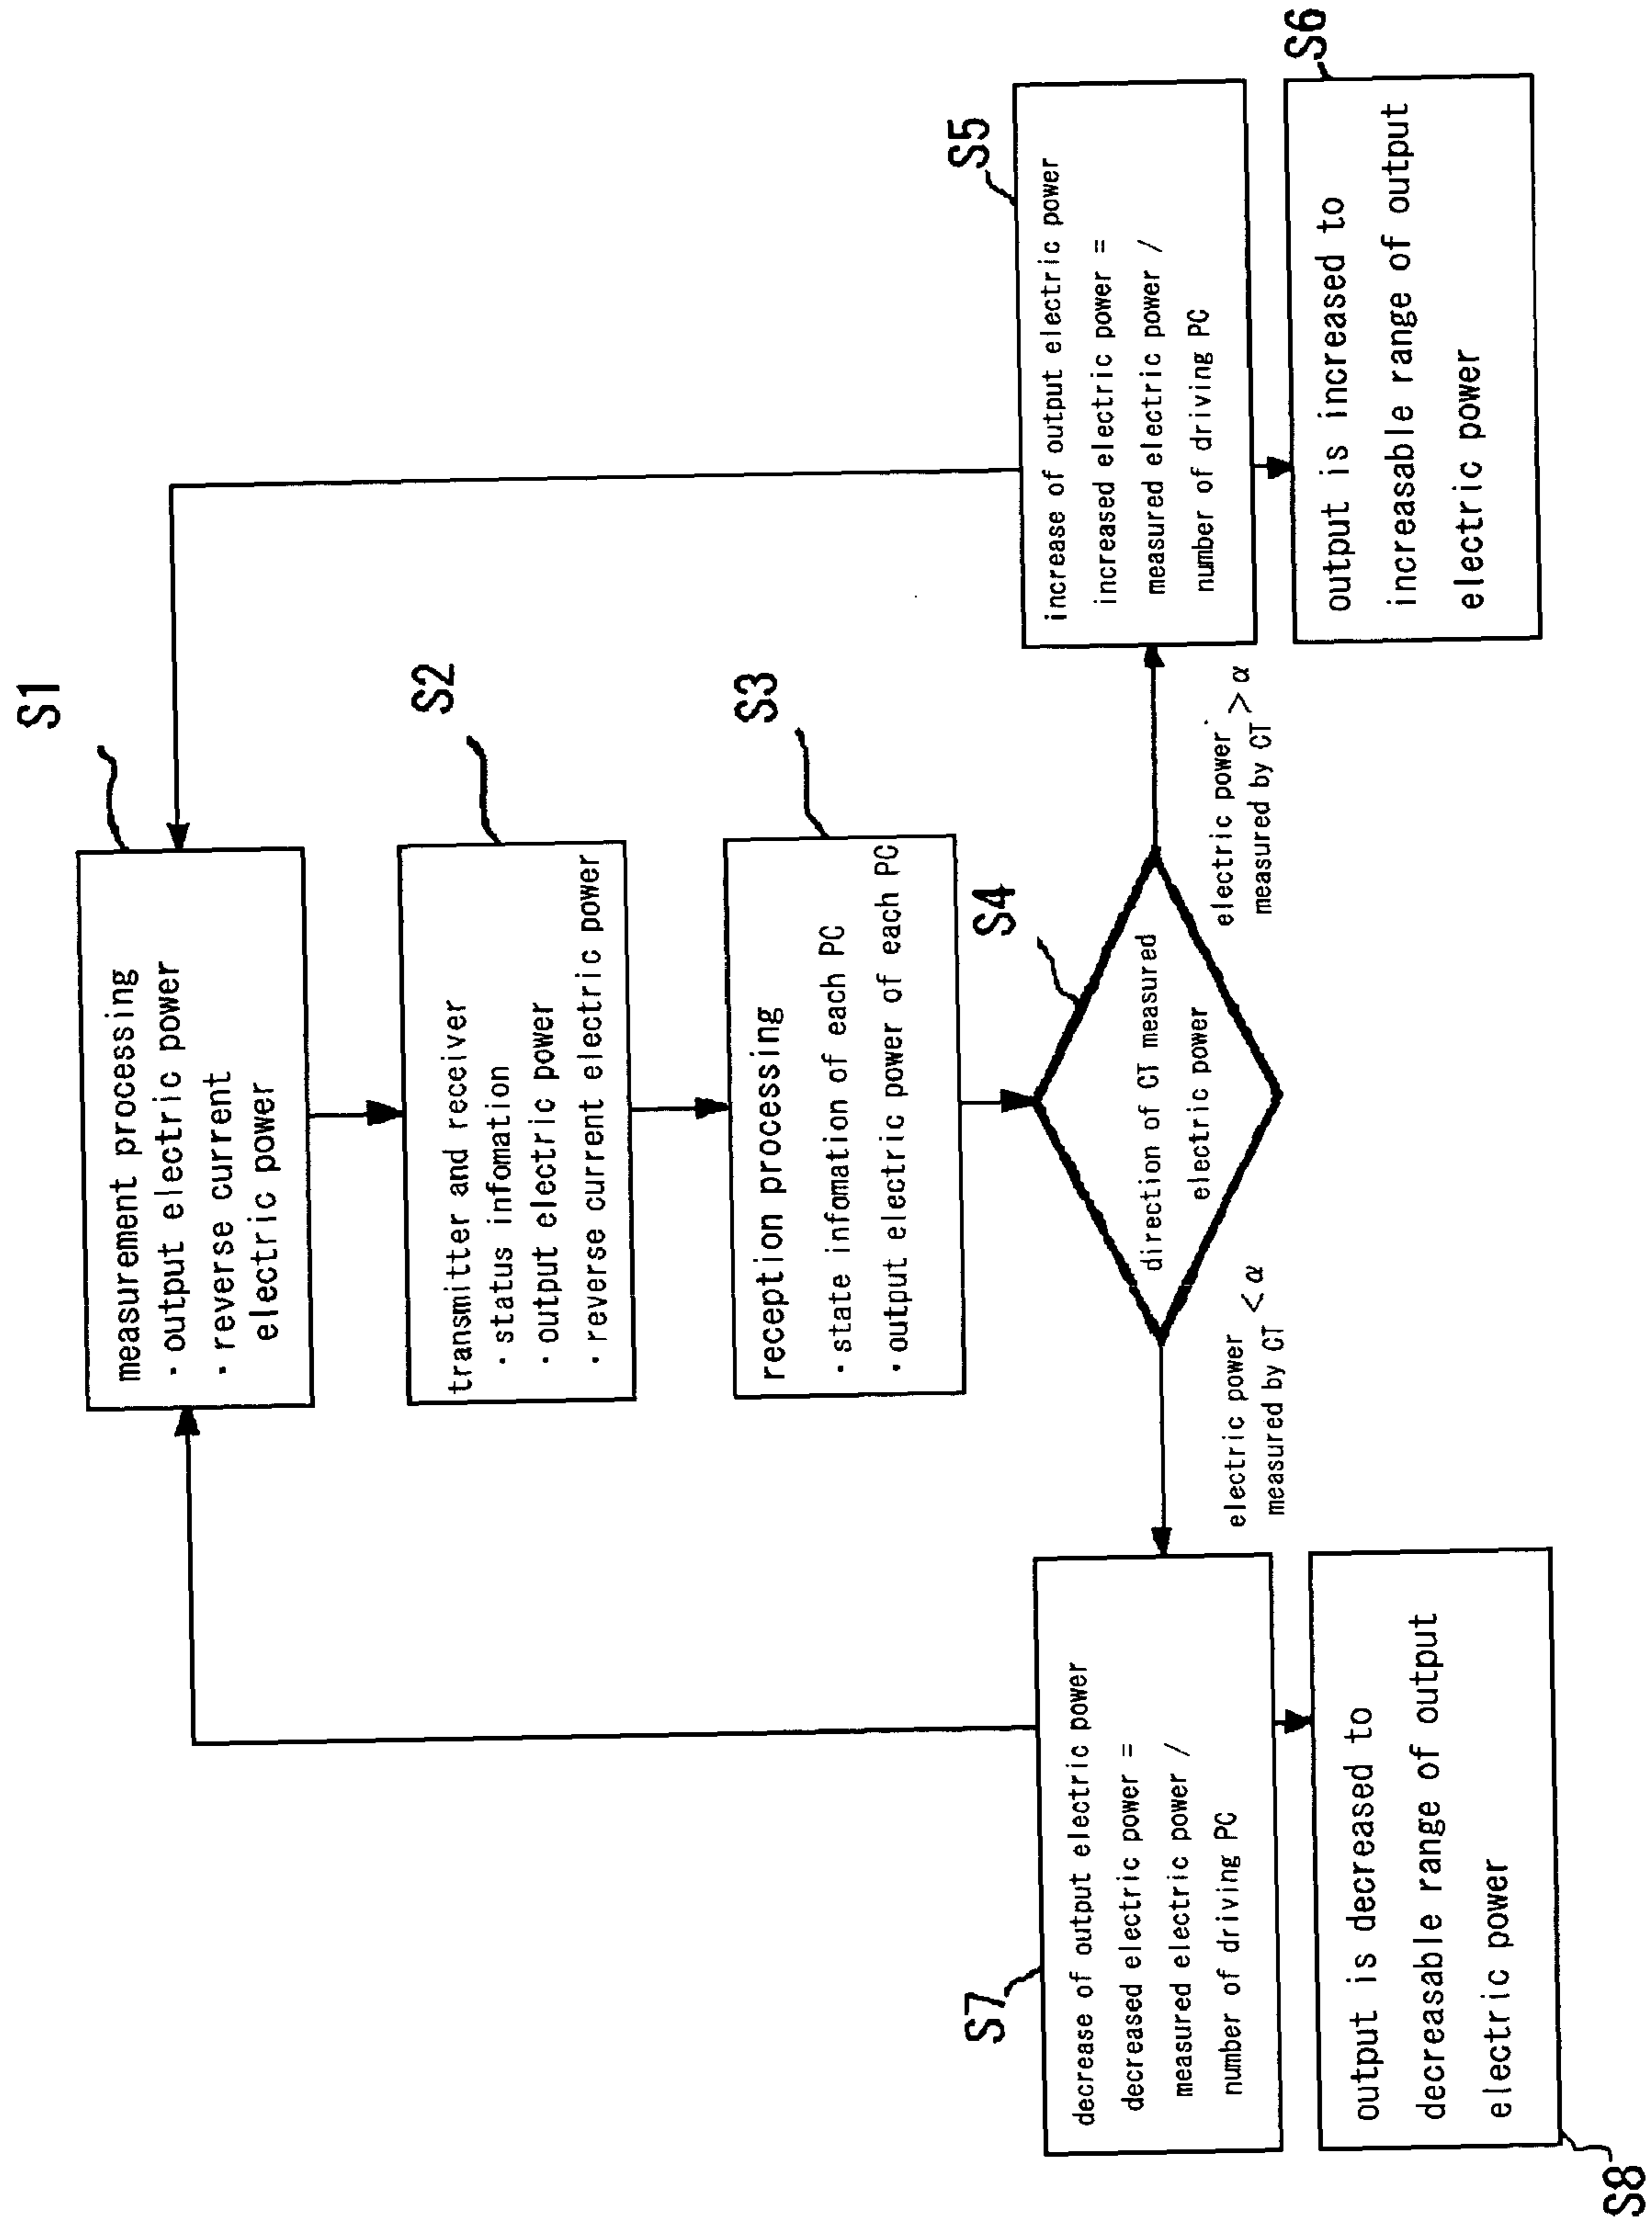 S1
measurement processing
・output electric power
・reverse current
electric power
S2
transmitter and receiver
・status infomation
・output electric power
・reverse current electric power
S3
reception processing
・state infomation of each PC
・output electric power of each PC
S4
direction of CT measured
electric power
electric power
measured by CT < α
electric power
measured by CT > α
S5
increase of output electric power
increased electric power =
measured electric power /
number of driving PC
S6
output is increased to
increasable range of output
electric power
S7
decrease of output electric power
decreased electric power =
measured electric power /
number of driving PC
S8
output is decreased to
decreasable range of output
electric power